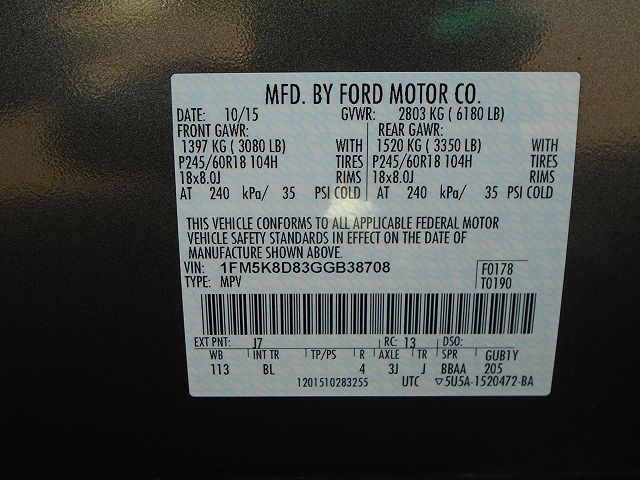 MFD. BY FORD MOTOR CO.
DATE: 10/15 GVWR: 2803 KG ( 6180 LB)
FRONT GAWR: REAR GAWR:
1397 KG ( 3080 LB) WITH 1520 KG ( 3350 LB) WITH
P245/60R18 104H TIRES P245/60R18 104H TIRES
18x8.0J RIMS 18x8.0J RIMS
AT 240 kPa/ 35 PSI COLD AT 240 kPa/ 35 PSI COLD
THIS VEHICLE CONFORMS TO ALL APPLICABLE FEDERAL MOTOR
VEHICLE SAFETY STANDARDS IN EFFECT ON THE DATE OF
MANUFACTURE SHOWN ABOVE.
VIN: 1FM5K8D83GGB38708 F0178
TYPE: MPV T0190
EXT PNT: J7 RC: 13 DSO:
WB INT TR TP/PS R AXLE TR SPR GUB1Y
113 BL 4 3J J BBAA 205
1201510283255 UTC ▽5U5A-1520472-BA